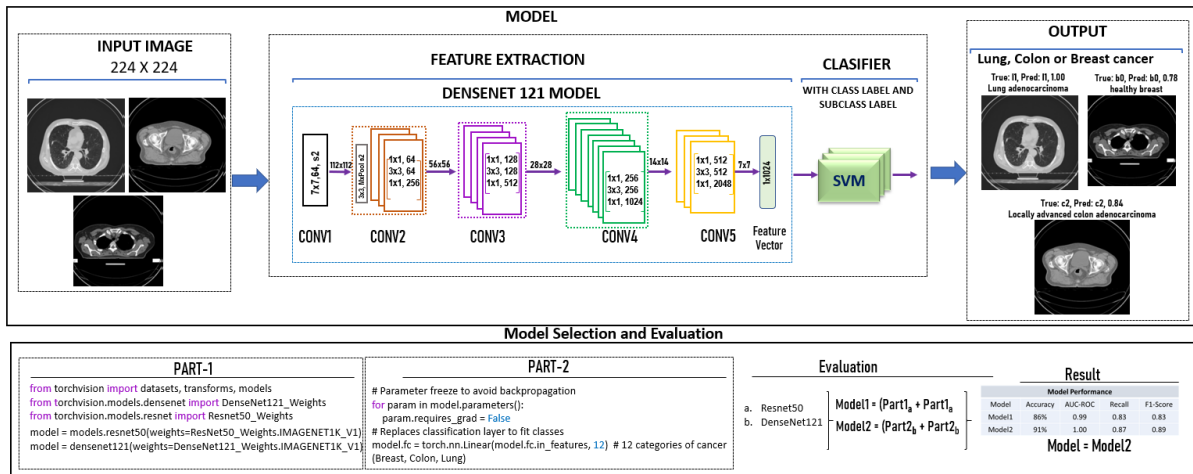 MODEL
INPUT IMAGE
224 X 224
FEATURE EXTRACTION
DENSENET 121 MODEL
CONV1
7x7,64, s2
112x112
CONV2
3x3, MaxPool s2
1x1, 64
3x3, 64
1x1, 256
56x56
CONV3
1x1, 128
3x3, 128
1x1, 512
28x28
CONV4
1x1, 256
3x3, 256
1x1, 1024
14x14
CONV5
1x1, 512
3x3, 512
1x1, 2048
7x7
1x1024
Feature
Vector
CLASIFIER
WITH CLASS LABEL AND
SUBCLASS LABEL
SVM
OUTPUT
Lung, Colon or Breast cancer
True: l1, Pred: l1, 1.00
Lung adenocarcinoma
True: b0, Pred: b0, 0.78
healthy breast
True: c2, Pred: c2, 0.84
Locally advanced colon adenocarcinoma
Model Selection and Evaluation
PART-1
from torchvision import datasets, transforms, models
from torchvision.models.densenet import DenseNet121_Weights
from torchvision.models.resnet import Resnet50_Weights
model = models.resnet50(weights=ResNet50_Weights.IMAGENET1K_V1)
model = densenet121(weights=DenseNet121_Weights.IMAGENET1K_V1)
PART-2
# Parameter freeze to avoid backpropagation
for param in model.parameters():
param.requires_grad = False
# Replaces classification layer to fit classes
model.fc = torch.nn.Linear(model.fc.in_features, 12) # 12 categories of cancer
(Breast, Colon, Lung)
Evaluation
a. Resnet50
b. DenseNet121
Model1 = (Part1a + Part1a
Model2 = (Part2b + Part2b
Result
Model Performance
Model Accuracy AUC-ROC Recall F1-Score
Model1 86% 0.99 0.83 0.83
Model2 91% 1.00 0.87 0.89
Model = Model2